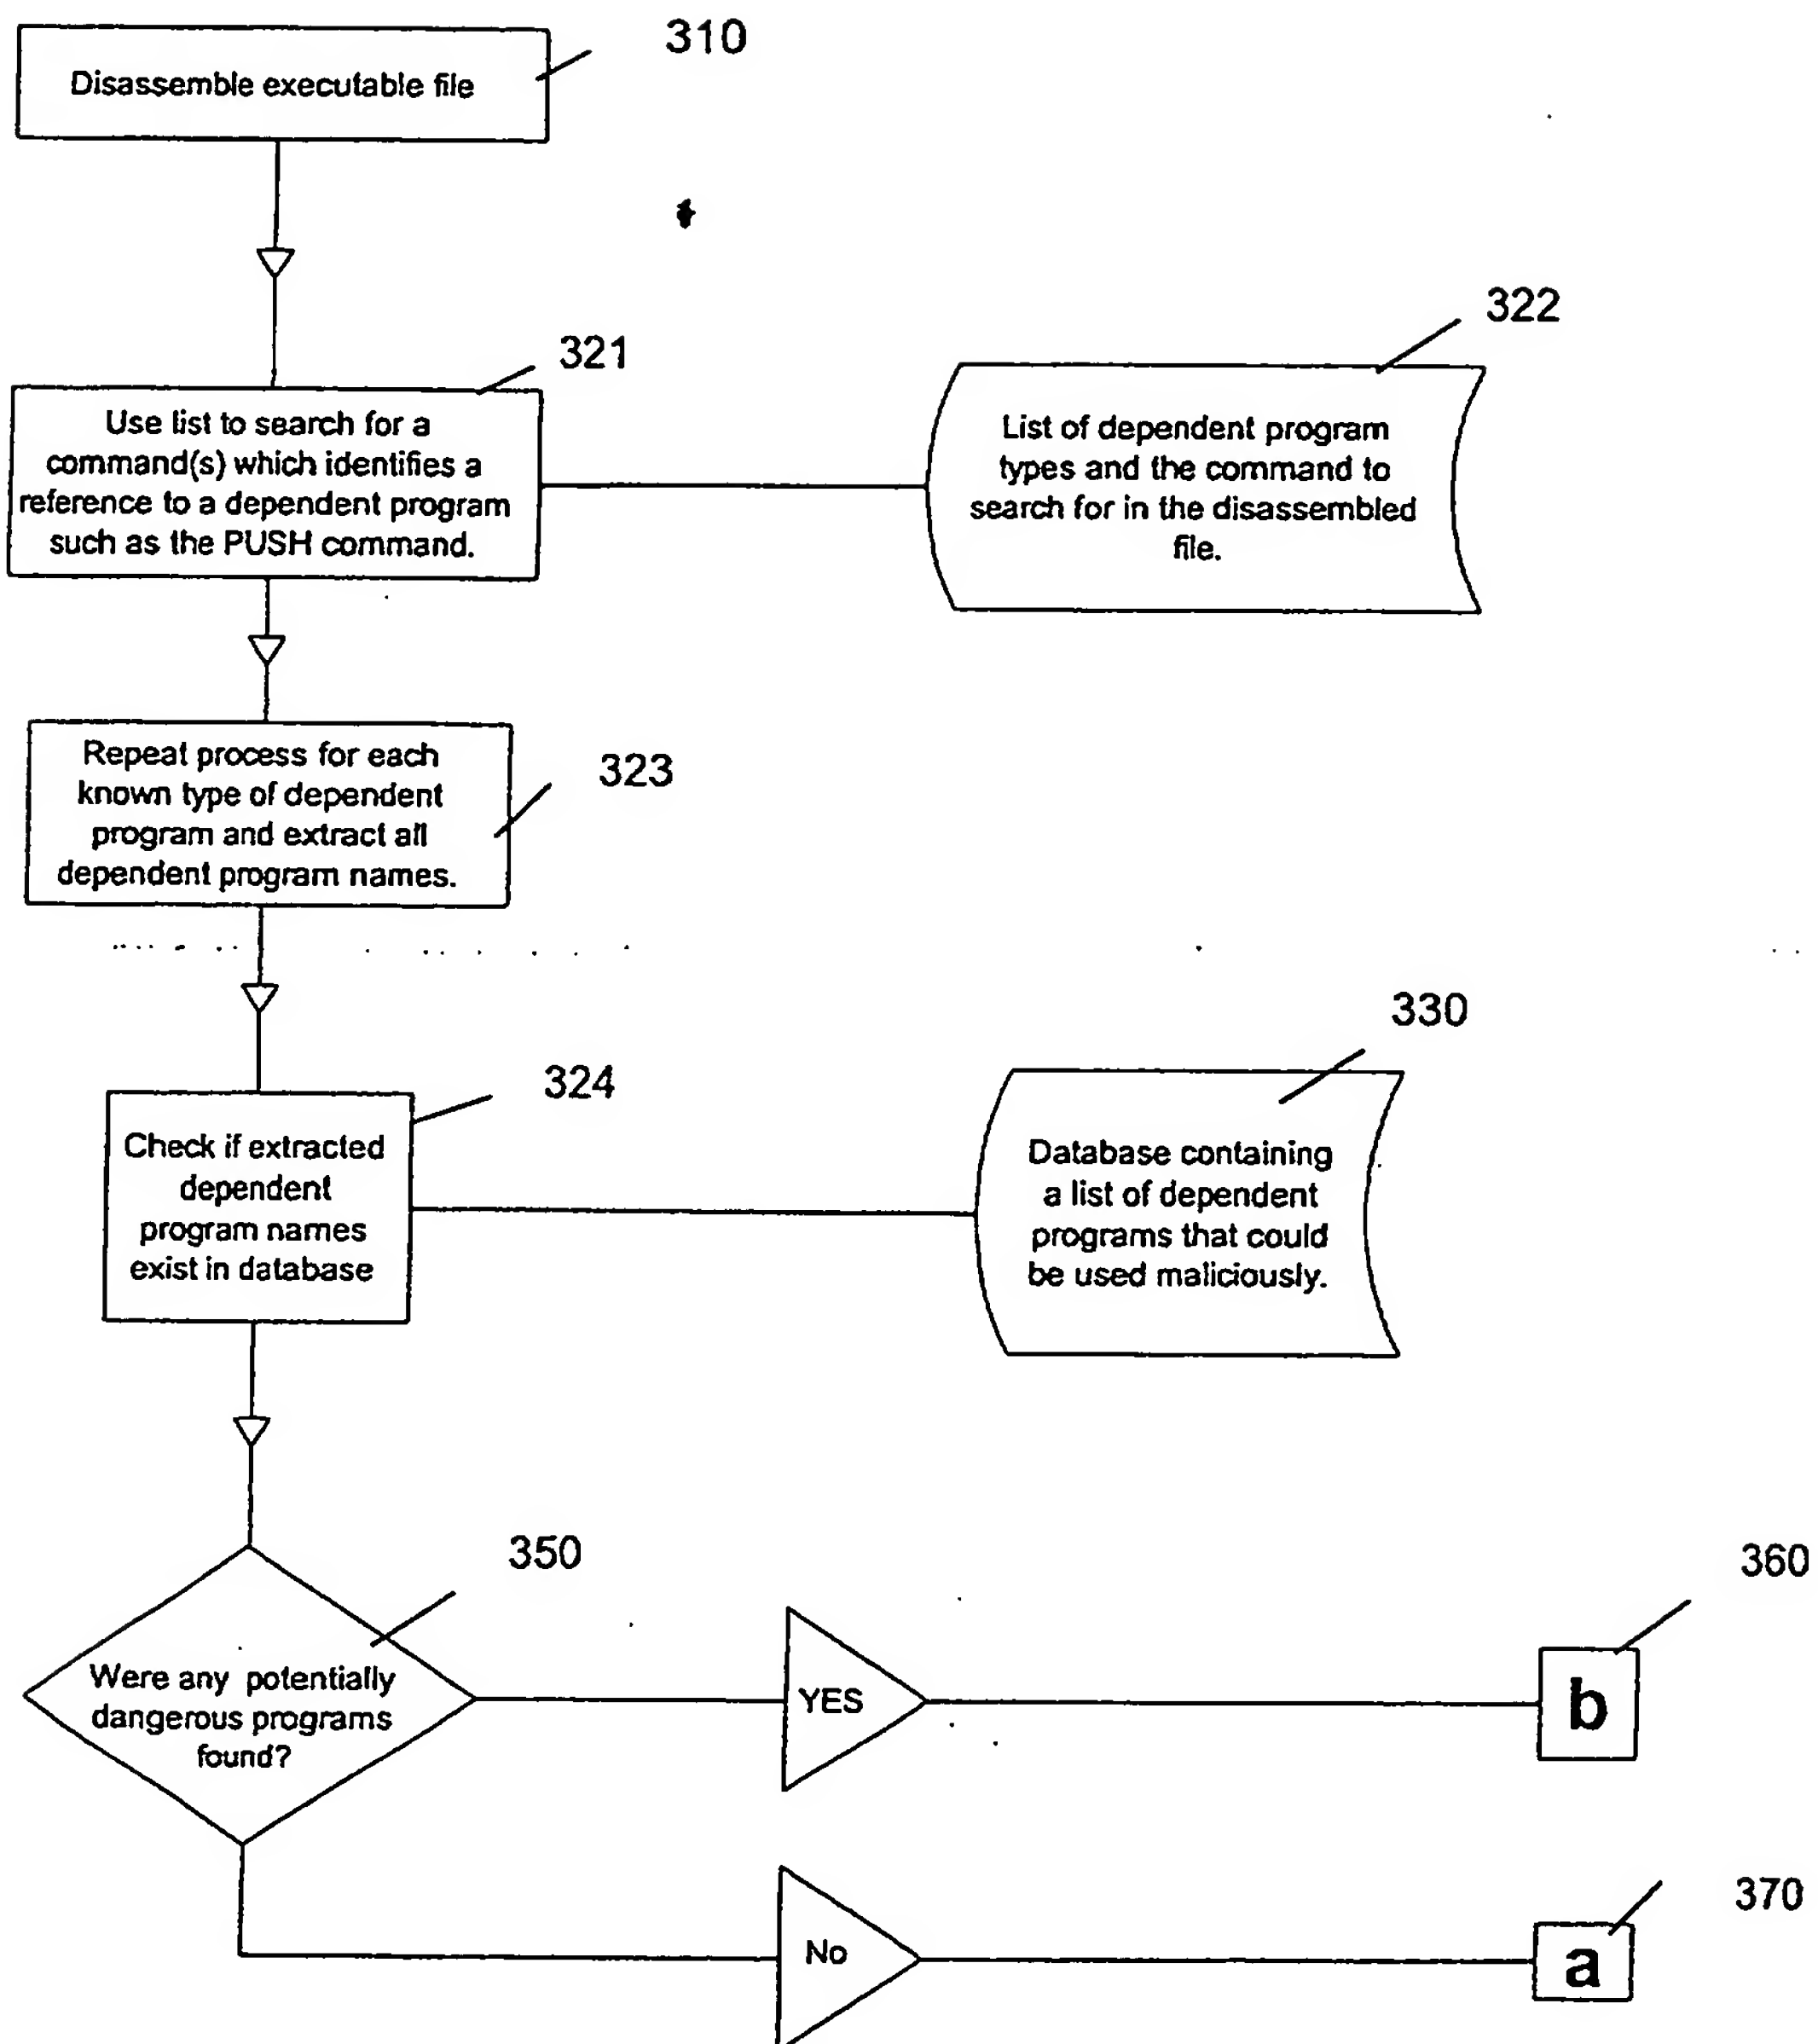 310
Disassemble executable file
322
321
Use list to search for a
command(s) which identifies a
reference to a dependent program
such as the PUSH command.
List of dependent program
types and the command to
search for in the disassembled
file.
323
Repeat process for each
known type of dependent
program and extract all
dependent program names.
330
324
Check if extracted
dependent
program names
exist in database
Database containing
a list of dependent
programs that could
be used maliciously.
350
360
Were any potentially
dangerous programs
found?
YES
b
370
No
a